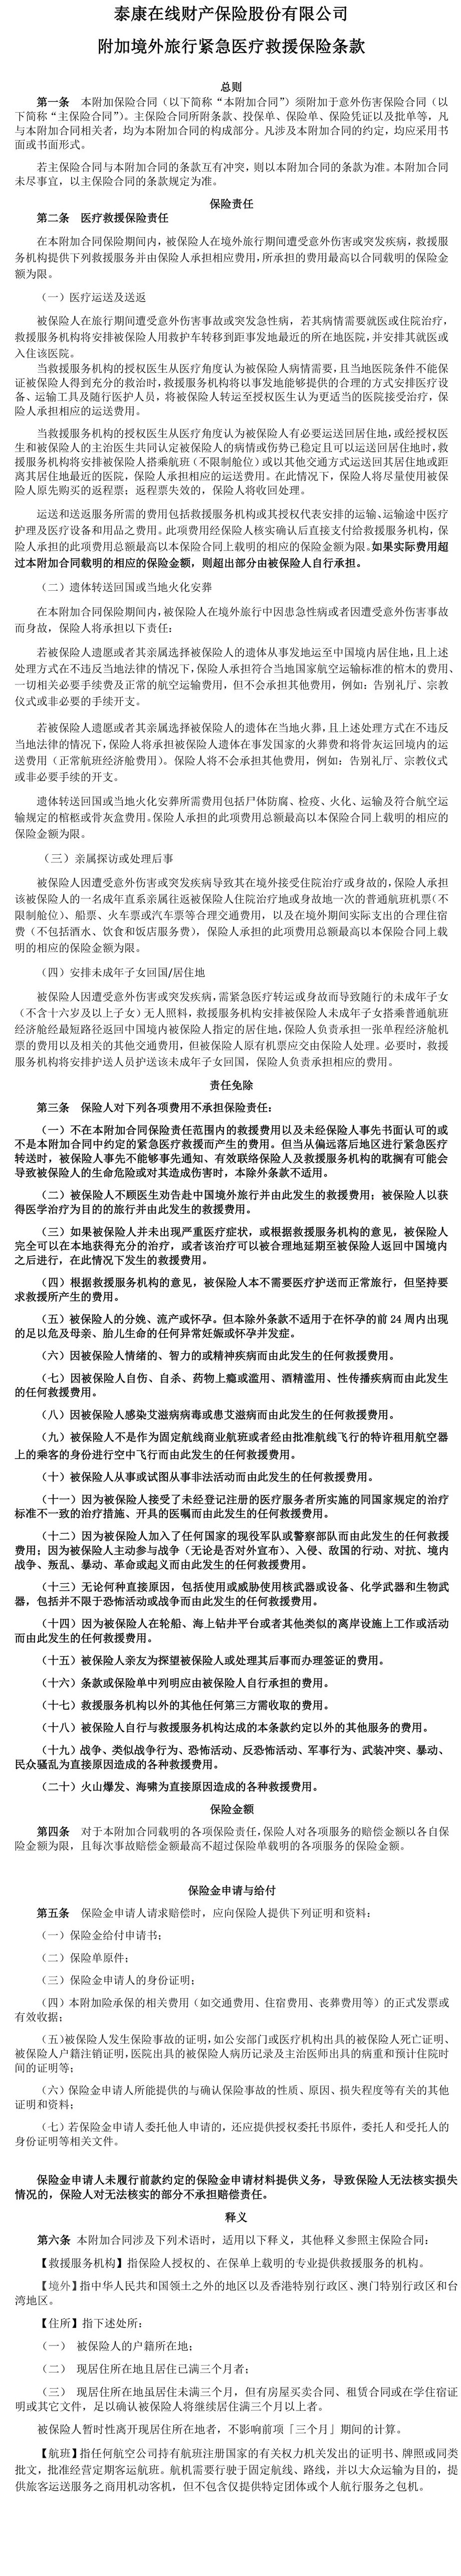 泰康在线财产保险股份有限公司
附加境外旅行紧急医疗救援保险条款
总则
第一条 本附加保险合同（以下简称“本附加合同”）须附加于意外伤害保险合同（以
下简称“主保险合同”）。主保险合同所附条款、投保单、保险单、保险凭证以及批单等，凡
与本附加合同相关者，均为本附加合同的构成部分。凡涉及本附加合同的约定，均应采用书
面或书面形式。
若主保险合同与本附加合同的条款互有冲突，则以本附加合同的条款为准。本附加合同
未尽事宜，以主保险合同的条款规定为准。
保险责任
第二条 医疗救援保险责任
在本附加合同保险期间内，被保险人在境外旅行期间遭受意外伤害或突发疾病，救援服
务机构提供下列救援服务并由保险人承担相应费用，所承担的费用最高以合同载明的保险金
额为限。
（一）医疗运送及送返
被保险人在旅行期间遭受意外伤害事故或突发急性病，若其病情需要就医或住院治疗，
救援服务机构将安排被保险人用救护车转移到距事发地最近的所在地医院，并安排其就医或
入住该医院。
当救援服务机构的授权医生从医疗角度认为被保险人病情需要，且当地医院条件不能保
证被保险人得到充分的救治时，救援服务机构将以事发地能够提供的合理的方式安排医疗设
备、运输工具及随行医护人员，将被保险人转运至授权医生认为更适当的医院接受治疗，保
险人承担相应的运送费用。
当救援服务机构的授权医生从医疗角度认为被保险人有必要运送回居住地，或经授权医
生和被保险人的主治医生共同认定被保险人的病情或伤势已稳定且可以运送回居住地时，救
援服务机构将安排被保险人搭乘航班（不限制舱位）或以其他交通方式运送回其居住地或距
离其居住地最近的医院，保险人承担相应的运送费用。在此情况下，保险人将尽量使用被保
险人原先购买的返程票；返程票失效的，保险人将收回处理。
运送和送返服务所需的费用包括救援服务机构或其授权代表安排的运输、运输途中医疗
护理及医疗设备和用品之费用。此项费用经保险人核实确认后直接支付给救援服务机构，保
险人承担的此项费用总额最高以本保险合同上载明的相应的保险金额为限。如果实际费用超
过本附加合同载明的相应的保险金额，则超出部分由被保险人自行承担。
（二）遗体转送回国或当地火化安葬
在本附加合同保险期间内，被保险人在境外旅行中因患急性病或者因遭受意外伤害事故
而身故，保险人将承担以下责任：
若被保险人遗愿或者其亲属选择被保险人的遗体从事发地运至中国境内居住地，且上述
处理方式在不违反当地法律的情况下，保险人承担符合当地国家航空运输标准的棺木的费用、
一切相关必要手续费及正常的航空运输费用，但不会承担其他费用，例如：告别礼厅、宗教
仪式或非必要的手续开支。
若被保险人遗愿或者其亲属选择被保险人的遗体在当地火葬，且上述处理方式在不违反
当地法律的情况下，保险人将承担被保险人遗体在事发国家的火葬费和将骨灰运回境内的运
送费用（正常航班经济舱费用）。保险人将不会承担其他费用，例如：告别礼厅、宗教仪式
或非必要手续的开支。
遗体转送回国或当地火化安葬所需费用包括尸体防腐、检疫、火化、运输及符合航空运
输规定的棺柩或骨灰盒费用。保险人承担的此项费用总额最高以本保险合同上载明的相应的
保险金额为限。
（三）亲属探访或处理后事
被保险人因遭受意外伤害或突发疾病导致其在境外接受住院治疗或身故的，保险人承担
该被保险人的一名成年直系亲属往返被保险人住院治疗地或身故地一次的普通航班机票（不
限制舱位）、船票、火车票或汽车票等合理交通费用，以及在境外期间实际支出的合理住宿
费（不包括酒水、饮食和饭店服务费），保险人承担的此项费用总额最高以本保险合同上载
明的相应的保险金额为限。
（四）安排未成年子女回国/居住地
被保险人因遭受意外伤害或突发疾病，需紧急医疗转运或身故而导致随行的未成年子女
（不含十六岁及以上子女）无人照料，救援服务机构安排被保险人未成年子女搭乘普通航班
经济舱经最短路径返回中国境内被保险人指定的居住地，保险人负责承担一张单程经济舱机
票的费用以及相关的其他交通费用，但被保险人原有机票应交由保险人处理。必要时，救援
服务机构将安排护送人员护送该未成年子女回国，保险人负责承担相应的费用。
责任免除
第三条 保险人对下列各项费用不承担保险责任：
（一）不在本附加合同保险责任范围内的救援费用以及未经保险人事先书面认可的或
不是本附加合同中约定的紧急医疗救援而产生的费用。但当从偏远落后地区进行紧急医疗
转送时，被保险人事先不能够事先通知、有效联络保险人及救援服务机构的耽搁有可能会
导致被保险人的生命危险或对其造成伤害时，本除外条款不适用。
（二）被保险人不顾医生劝告赴中国境外旅行并由此发生的救援费用；被保险人以获
得医学治疗为目的的旅行并由此发生的救援费用。
（三）如果被保险人并未出现严重医疗症状，或根据救援服务机构的意见，被保险人
完全可以在本地获得充分的治疗，或者该治疗可以被合理地延期至被保险人返回中国境内
之后进行，在此情况下发生的救援费用。
（四）根据救援服务机构的意见，被保险人本不需要医疗护送而正常旅行，但坚持要
求救援所产生的费用。
（五）被保险人的分娩、流产或怀孕。但本除外条款不适用于在怀孕的前 24 周内出现
的足以危及母亲、胎儿生命的任何异常妊娠或怀孕并发症。
（六）因被保险人情绪的、智力的或精神疾病而由此发生的任何救援费用。
（七）因被保险人自伤、自杀、药物上瘾或滥用、酒精滥用、性传播疾病而由此发生
的任何救援费用。
（八）因被保险人感染艾滋病病毒或患艾滋病而由此发生的任何救援费用。
（九）被保险人不是作为固定航线商业航班或者经由批准航线飞行的特许租用航空器
上的乘客的身份进行空中飞行而由此发生的任何救援费用。
（十）被保险人从事或试图从事非法活动而由此发生的任何救援费用。
（十一）因为被保险人接受了未经登记注册的医疗服务者所实施的同国家规定的治疗
标准不一致的治疗措施、开具的医嘱而由此发生的任何救援费用。
（十二）因为被保险人加入了任何国家的现役军队或警察部队而由此发生的任何救援
费用；因为被保险人主动参与战争（无论是否对外宣布）、入侵、敌国的行动、对抗、境内
战争、叛乱、暴动、革命或起义而由此发生的任何救援费用。
（十三）无论何种直接原因，包括使用或威胁使用核武器或设备、化学武器和生物武
器，包括并不限于恐怖活动或战争而由此发生的任何救援费用。
（十四）因为被保险人在轮船、海上钻井平台或者其他类似的离岸设施上工作或活动
而由此发生的任何救援费用。
（十五）被保险人亲友为探望被保险人或处理其后事而办理签证的费用。
（十六）条款或保险单中列明应由被保险人自行承担的费用。
（十七）救援服务机构以外的其他任何第三方需收取的费用。
（十八）被保险人自行与救援服务机构达成的本条款约定以外的其他服务的费用。
（十九）战争、类似战争行为、恐怖活动、反恐怖活动、军事行为、武装冲突、暴动、
民众骚乱为直接原因造成的各种救援费用。
（二十）火山爆发、海啸为直接原因造成的各种救援费用。
保险金额
第四条 对于本附加合同载明的各项保险责任，保险人对各项服务的赔偿金额以各自保
险金额为限，且每次事故赔偿金额最高不超过保险单载明的各项服务的保险金额。
保险金申请与给付
第五条 保险金申请人请求赔偿时，应向保险人提供下列证明和资料：
（一）保险金给付申请书；
（二）保险单原件；
（三）保险金申请人的身份证明；
（四）本附加险承保的相关费用（如交通费用、住宿费用、丧葬费用等）的正式发票或
有效收据；
（五）被保险人发生保险事故的证明，如公安部门或医疗机构出具的被保险人死亡证明、
被保险人户籍注销证明，医院出具的被保险人病历记录及主治医师出具的病重和预计住院时
间的证明等；
（六）保险金申请人所能提供的与确认保险事故的性质、原因、损失程度等有关的其他
证明和资料；
（七）若保险金申请人委托他人申请的，还应提供授权委托书原件，委托人和受托人的
身份证明等相关文件。
保险金申请人未履行前款约定的保险金申请材料提供义务，导致保险人无法核实损失
情况的，保险人对无法核实的部分不承担赔偿责任。
释义
第六条 本附加合同涉及下列术语时，适用以下释义，其他释义参照主保险合同：
【救援服务机构】指保险人授权的、在保单上载明的专业提供救援服务的机构。
【境外】指中华人民共和国领土之外的地区以及香港特别行政区、澳门特别行政区和台
湾地区。
【住所】指下述处所：
（一） 被保险人的户籍所在地；
（二） 现居住所在地且居住已满三个月者；
（三） 现居住所在地虽居住未满三个月，但有房屋买卖合同、租赁合同或在学住宿证
明或其它文件，足以确认被保险人将继续居住满三个月以上者。
被保险人暂时性离开现居住所在地者，不影响前项「三个月」期间的计算。
【航班】指任何航空公司持有航班注册国家的有关权力机关发出的证明书、牌照或同类
批文，批准经营定期客运航班。航机需要行驶于固定航线、路线，并以大众运输为目的，提
供旅客运送服务之商用机动客机，但不包含仅提供特定团体或个人航行服务之包机。